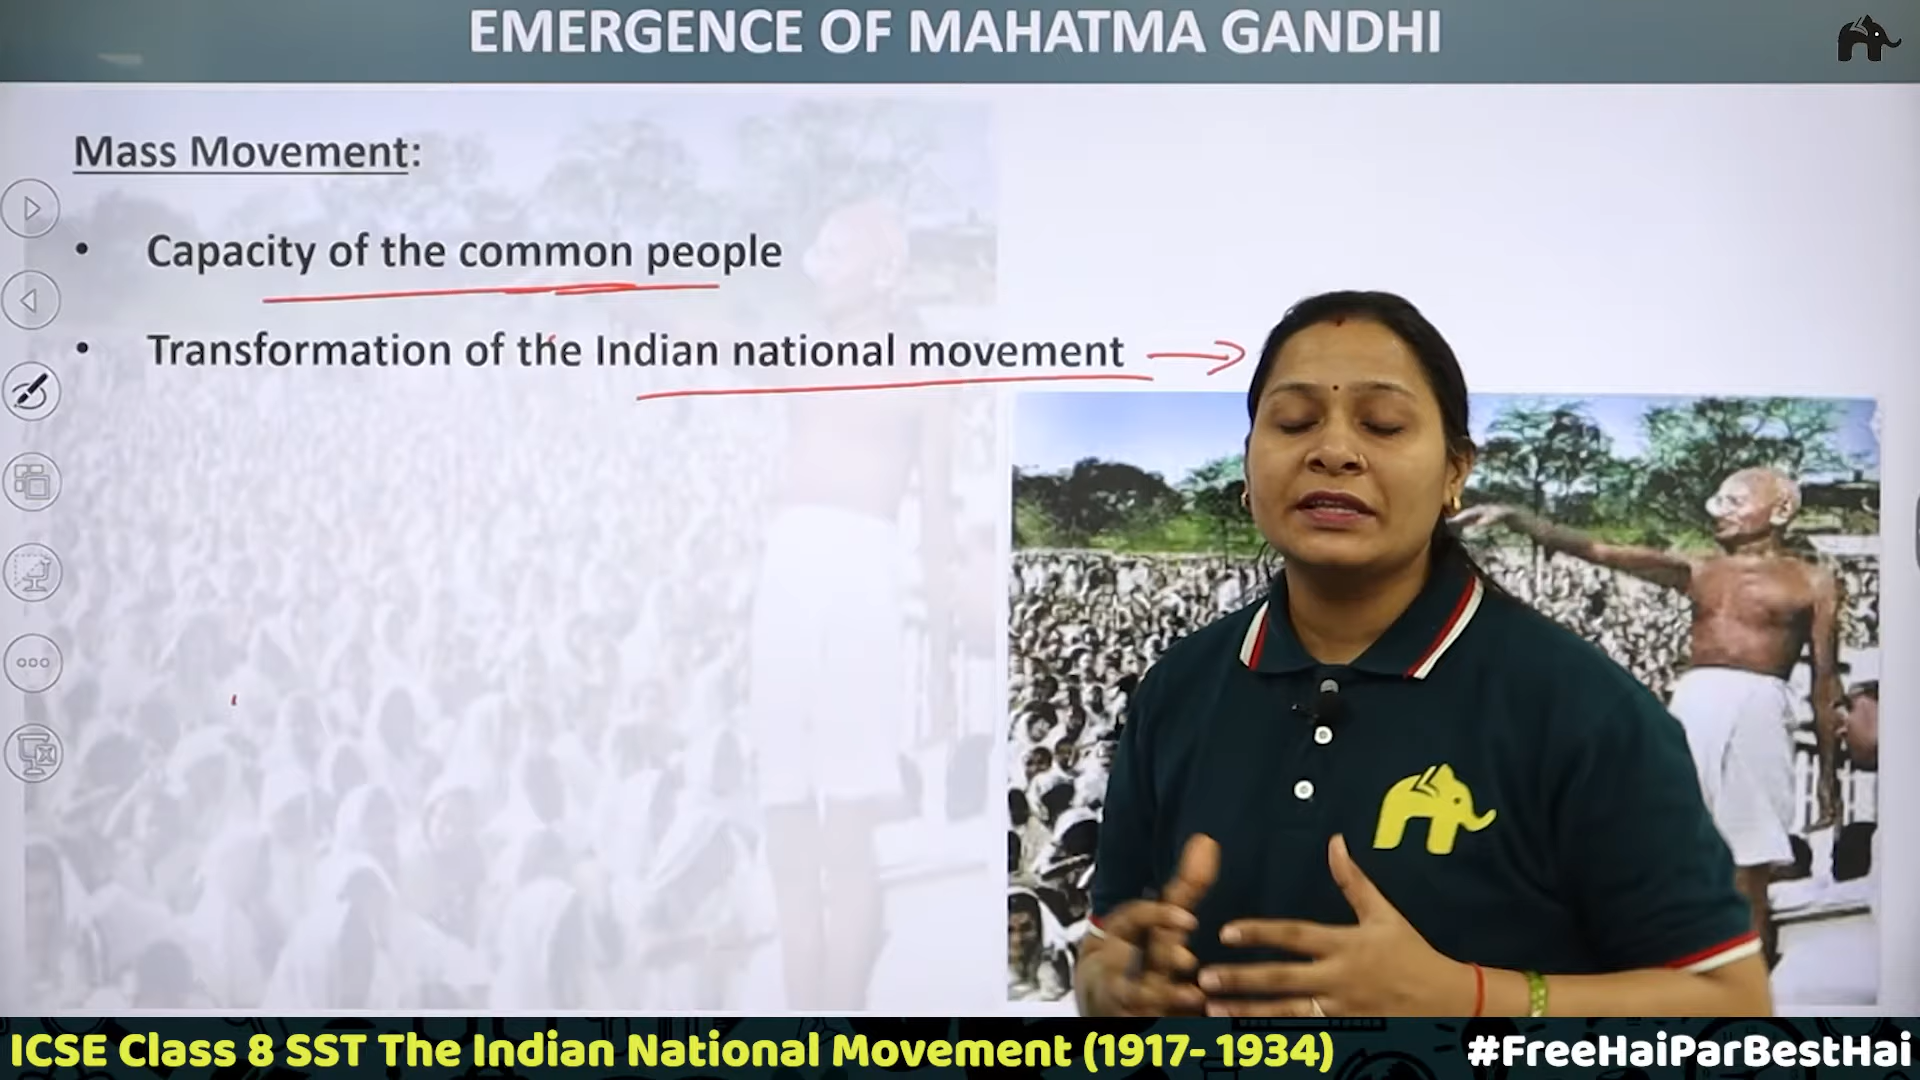 EMERGENCE OF MAHATMA GANDHI
Mass Movement:
• Capacity of the common people
• Transformation of the Indian national movement
ICSE Class 8 SST The Indian National Movement (1917- 1934)
#FreeHaiParBestHai